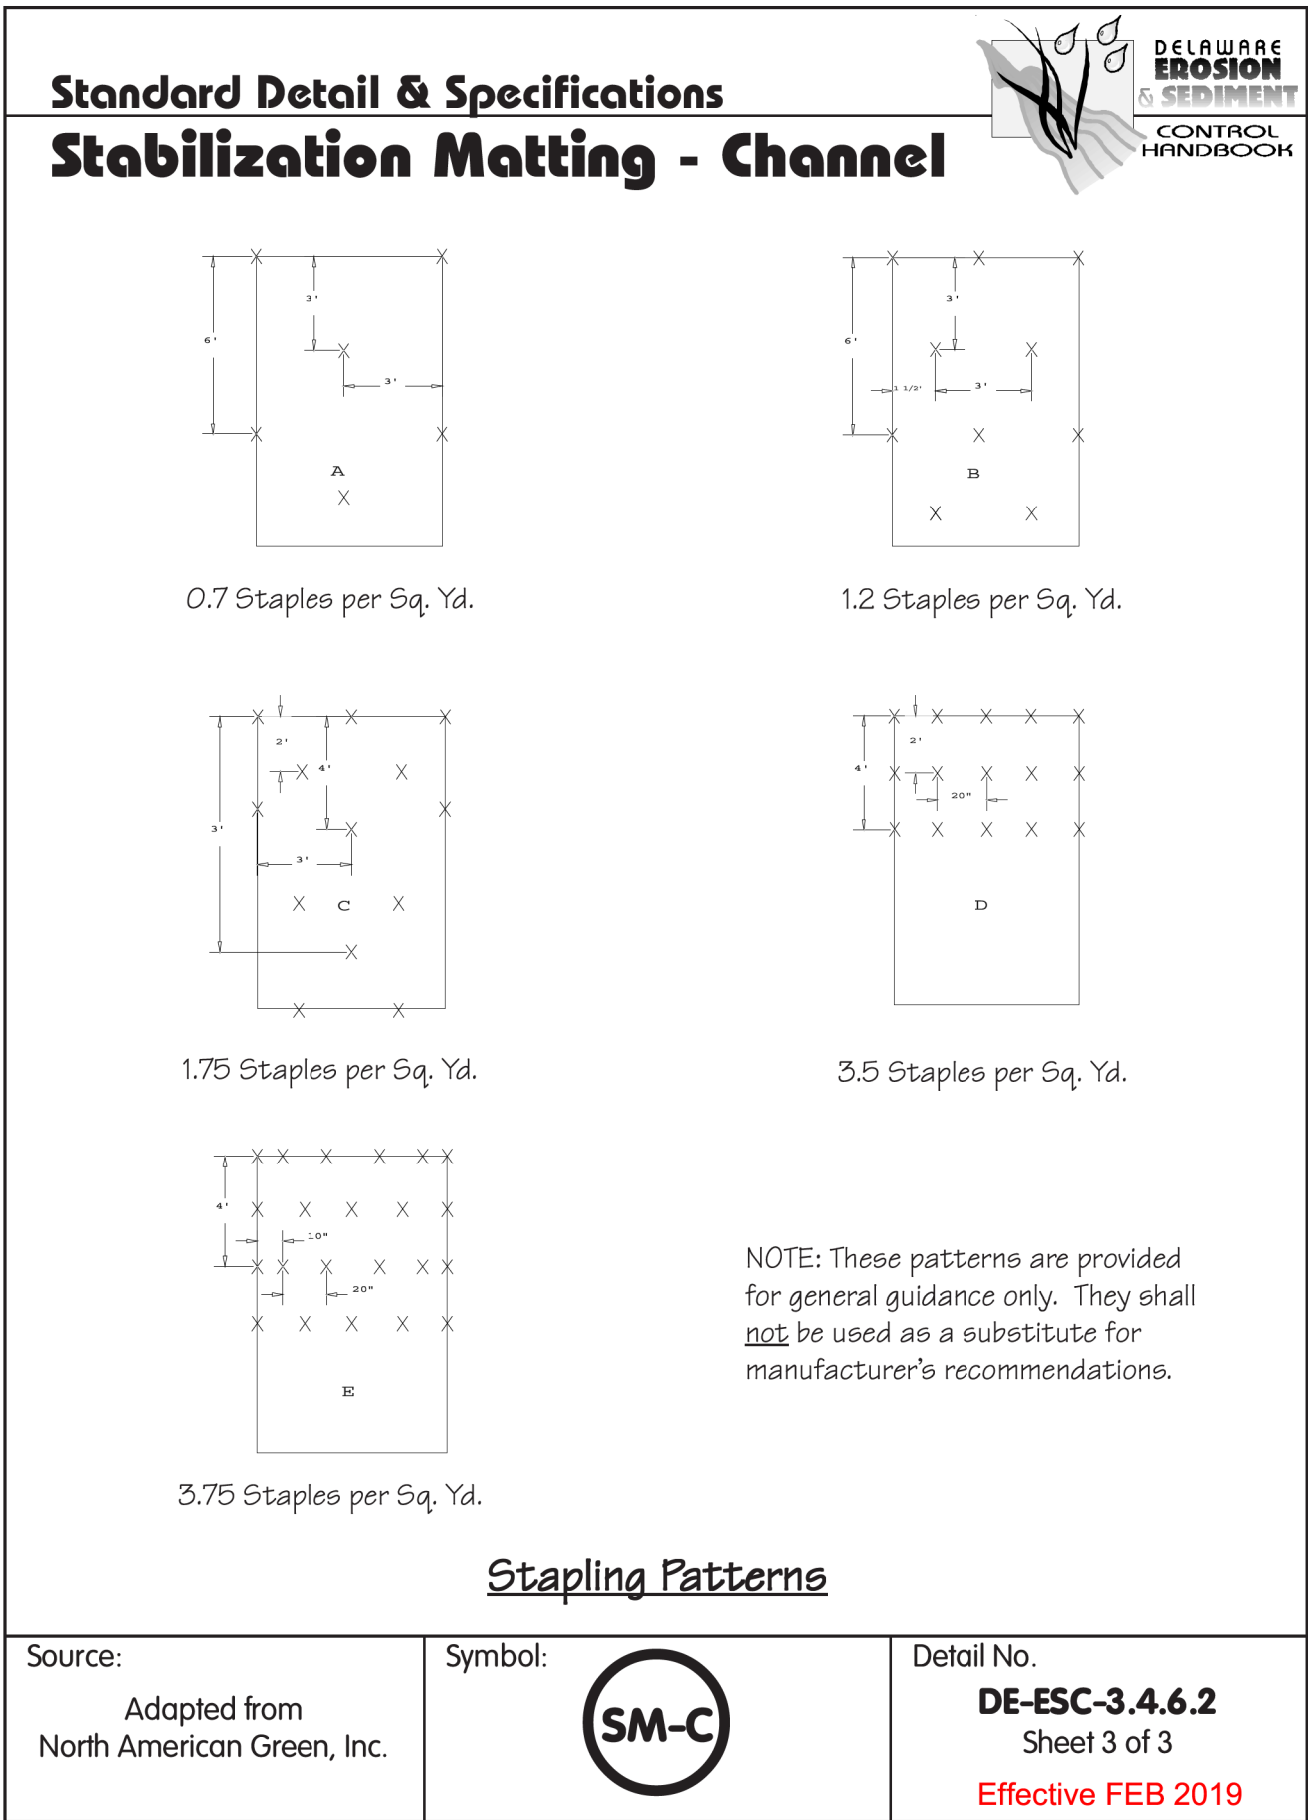 DELAWARE
EROSION
& SEDIMENT
CONTROL
HANDBOOK
Standard Detail & Specifications
Stabilization Matting - Channel
3'
6'
3'
A
0.7 Staples per Sq. Yd.
3'
6'
1 1/2'
3'
B
1.2 Staples per Sq. Yd.
2'
4'
3'
3'
C
1.75 Staples per Sq. Yd.
2'
4'
20"
D
3.5 Staples per Sq. Yd.
4'
10"
20"
E
3.75 Staples per Sq. Yd.
NOTE: These patterns are provided
for general guidance only. They shall
not be used as a substitute for
manufacturer's recommendations.
Stapling Patterns
Source:
Adapted from
North American Green, Inc.
Symbol:
SM-C
Detail No.
DE-ESC-3.4.6.2
Sheet 3 of 3
Effective FEB 2019